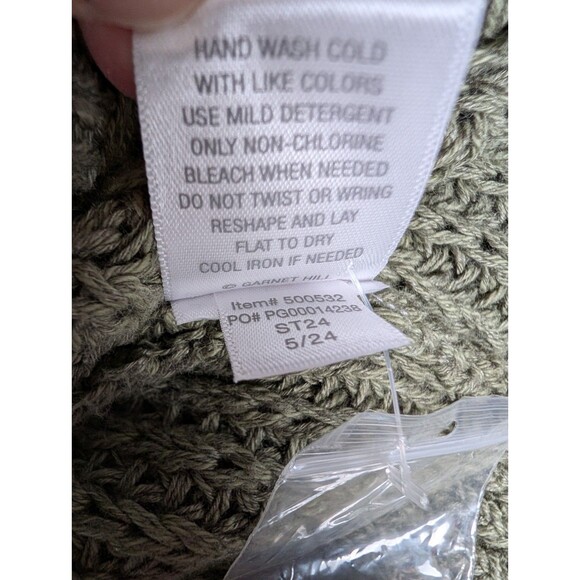 HAND WASH COLD
WITH LIKE COLORS
USE MILD DETERGENT
ONLY NON-CHLORINE
BLEACH WHEN NEEDED
DO NOT TWIST OR WRING
RESHAPE AND LAY
FLAT TO DRY
COOL IRON IF NEEDED
© GARNET HILL
Item# 500532
PO# PG00014238
ST24
5/24